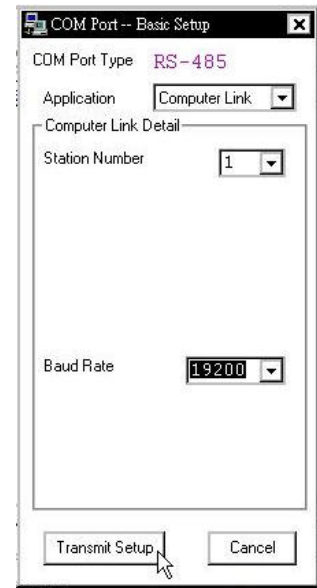 COM Port -- Basic Setup
COM Port Type RS-485
Application Computer Link
Computer Link Detail
Station Number 1
Baud Rate 19200
Transmit Setup Cancel